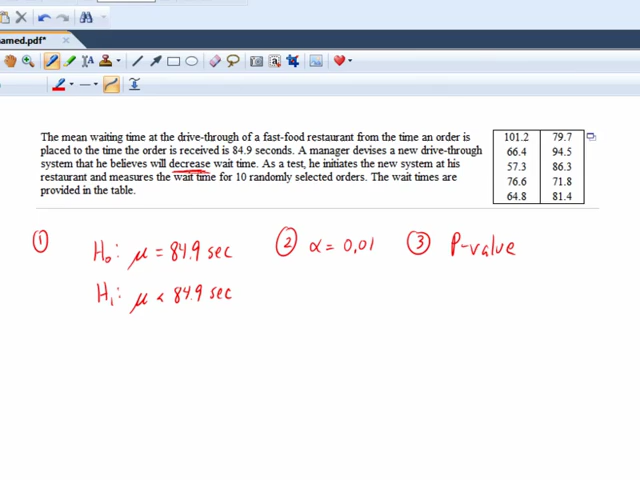 named.pdf*
The mean waiting time at the drive-through of a fast-food restaurant from the time an order is
placed to the time the order is received is 84.9 seconds. A manager devises a new drive-through
system that he believes will decrease wait time. As a test, he initiates the new system at his
restaurant and measures the wait time for 10 randomly selected orders. The wait times are
provided in the table.
101.2 79.7
66.4 94.5
57.3 86.3
76.6 71.8
64.8 81.4
① H₀: μ = 84.9 sec
② α = 0.01
③ P-value
H₁: μ < 84.9 sec